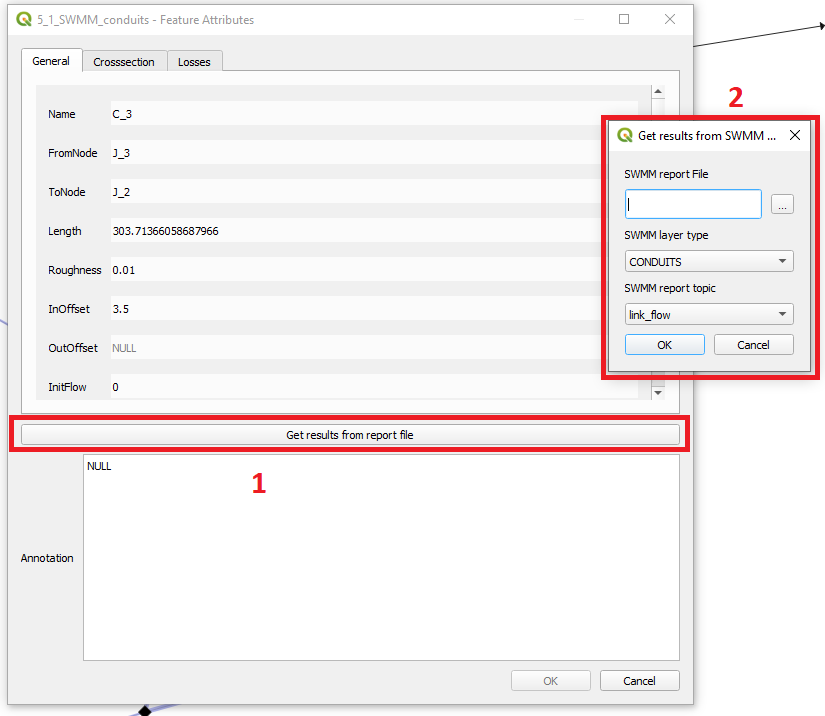 5_1_SWMM_conduits - Feature Attributes
General Crosssection Losses
Name C_3
FromNode J_3
ToNode J_2
Length 303.71366058687966
Roughness 0.01
InOffset 3.5
OutOffset NULL
InitFlow 0
Get results from report file
1
NULL
Annotation
OK Cancel
2
Get results from SWMM ...
SWMM report File
...
SWMM layer type
CONDUITS
SWMM report topic
link_flow
OK Cancel